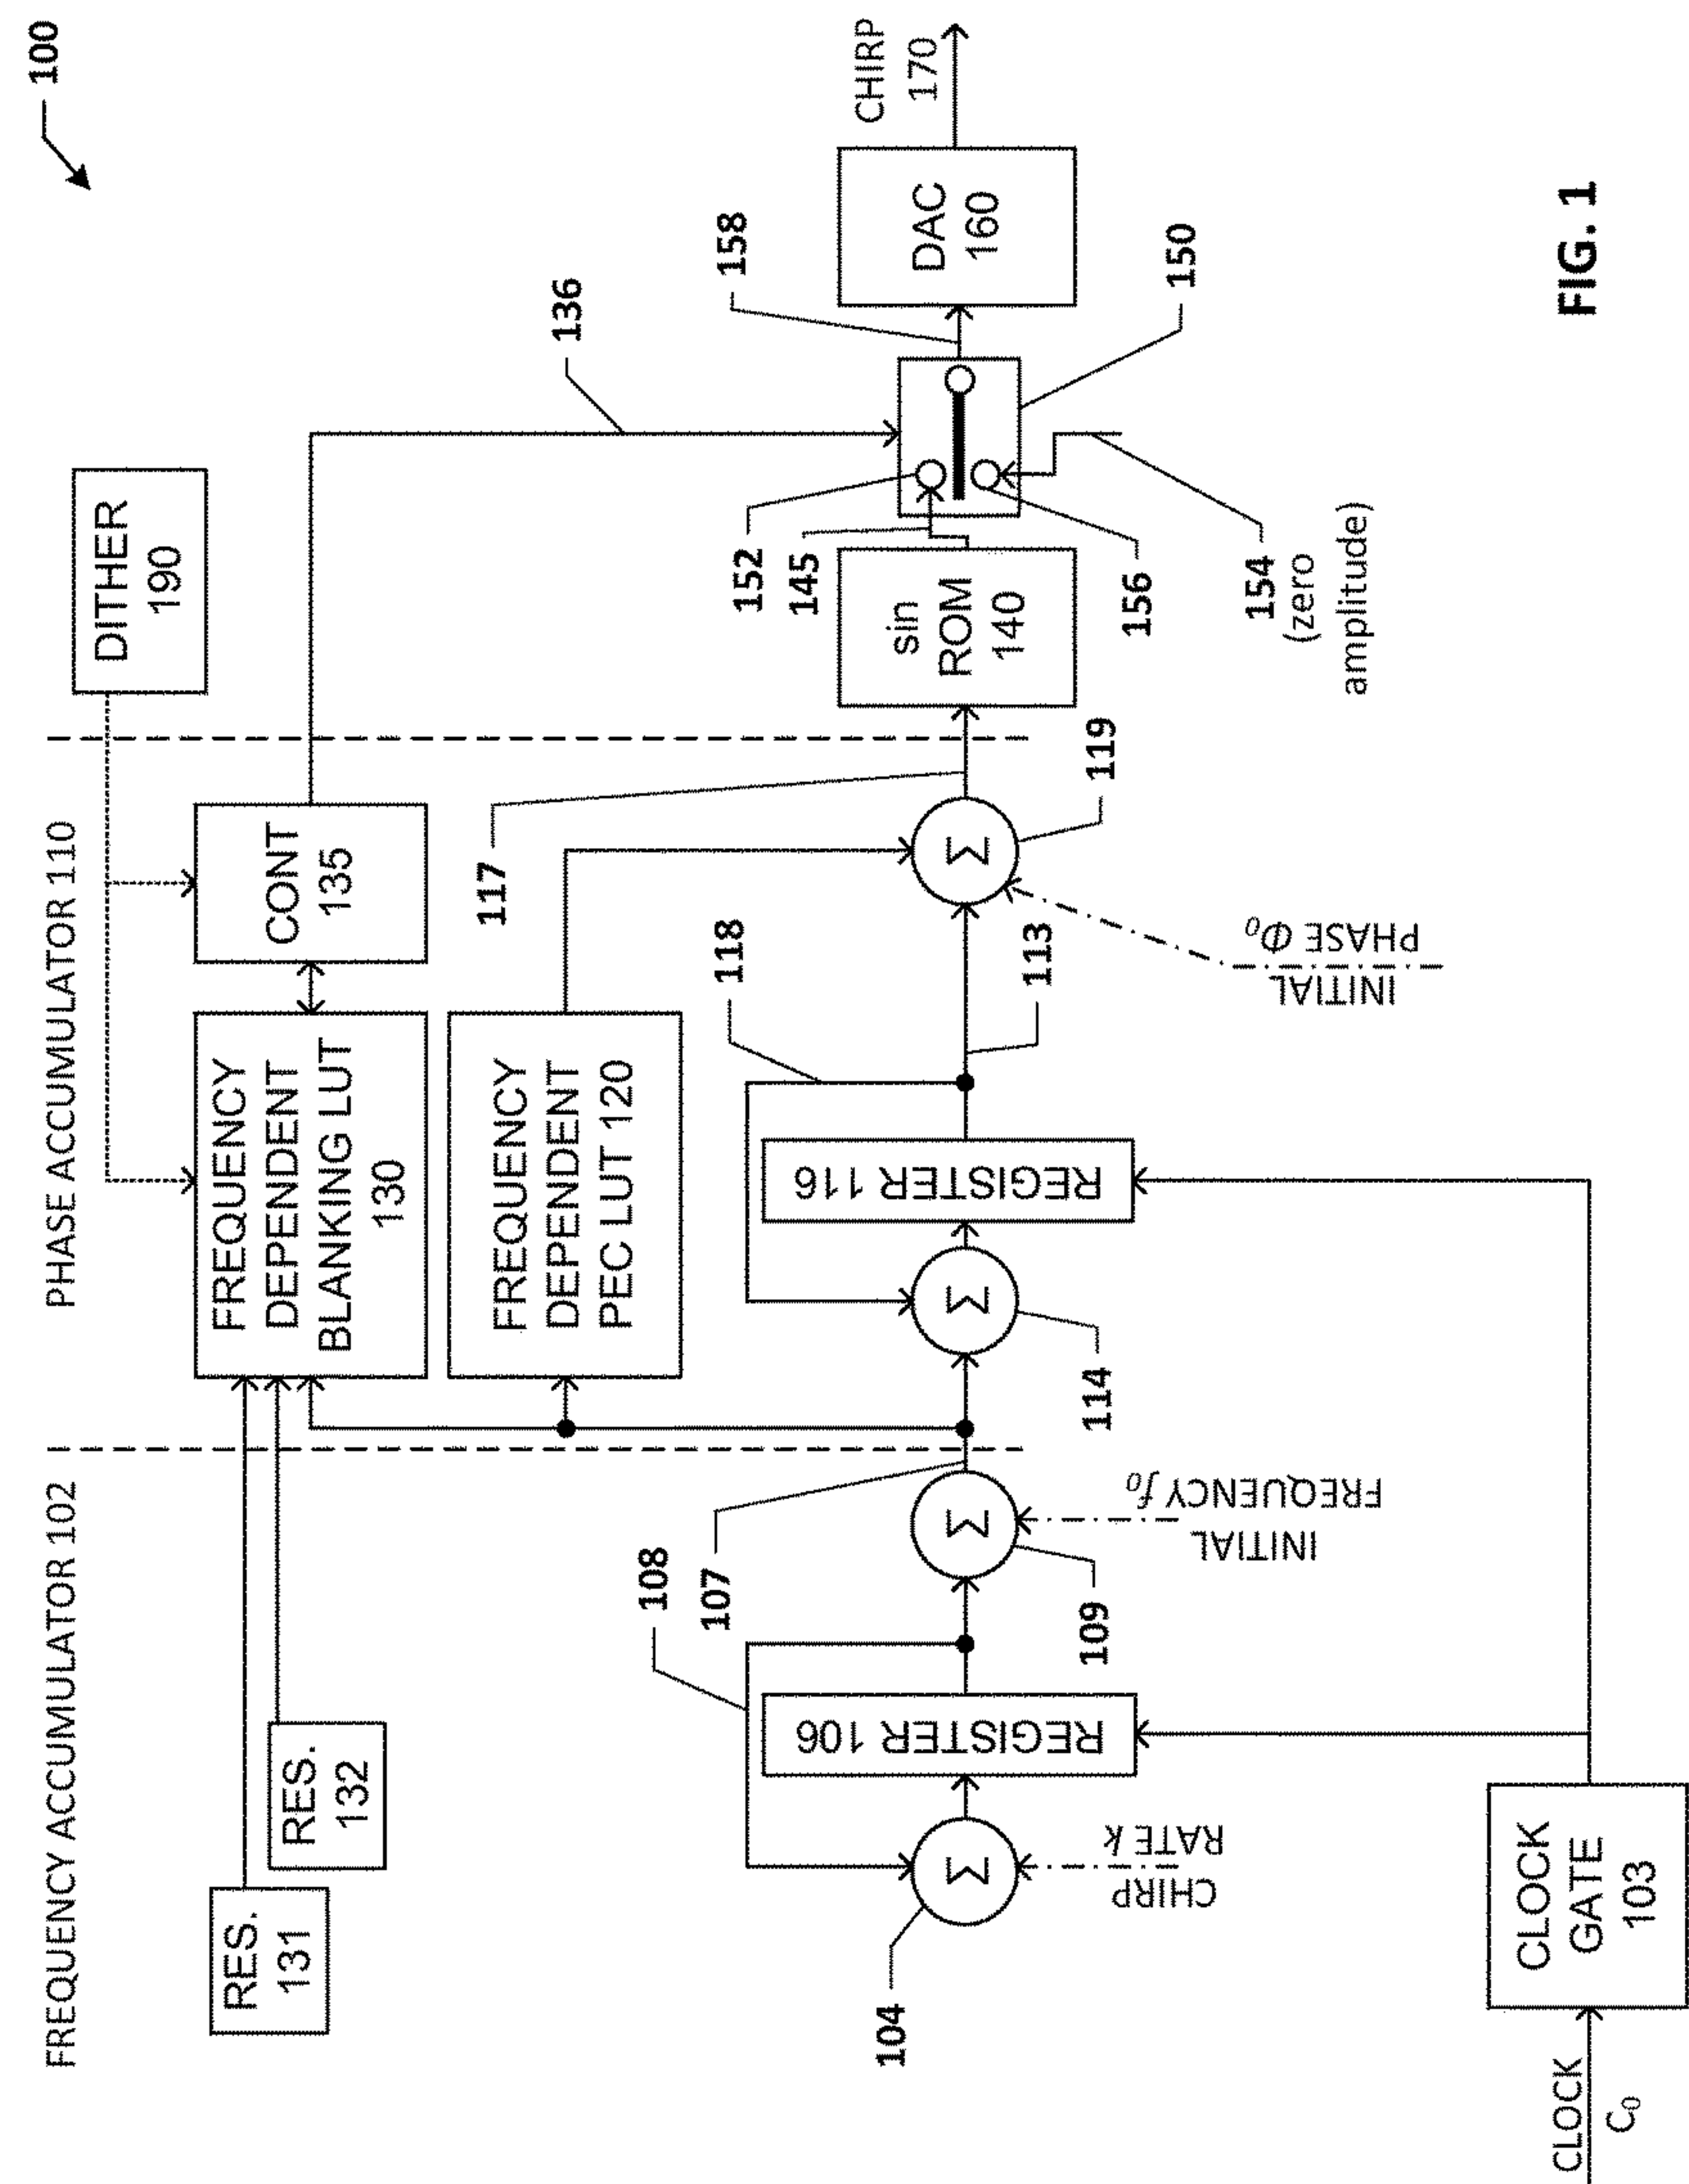 100
FREQUENCY ACCUMULATOR 102
PHASE ACCUMULATOR 110
DITHER
190
RES.
131
RES.
132
FREQUENCY
DEPENDENT
BLANKING LUT
130
CONT
135
136
FREQUENCY
DEPENDENT
PEC LUT 120
117
108
107
118
152
145
158
CHIRP
170
104
Σ
REGISTER 106
Σ
109
Σ
114
REGISTER 116
113
Σ
119
sin
ROM
140
DAC
160
156
150
154
(zero
amplitude)
CHIRP
RATE k
INITIAL
FREQUENCY f₀
INITIAL
PHASE Φ₀
CLOCK
C₀
CLOCK
GATE
103
FIG. 1